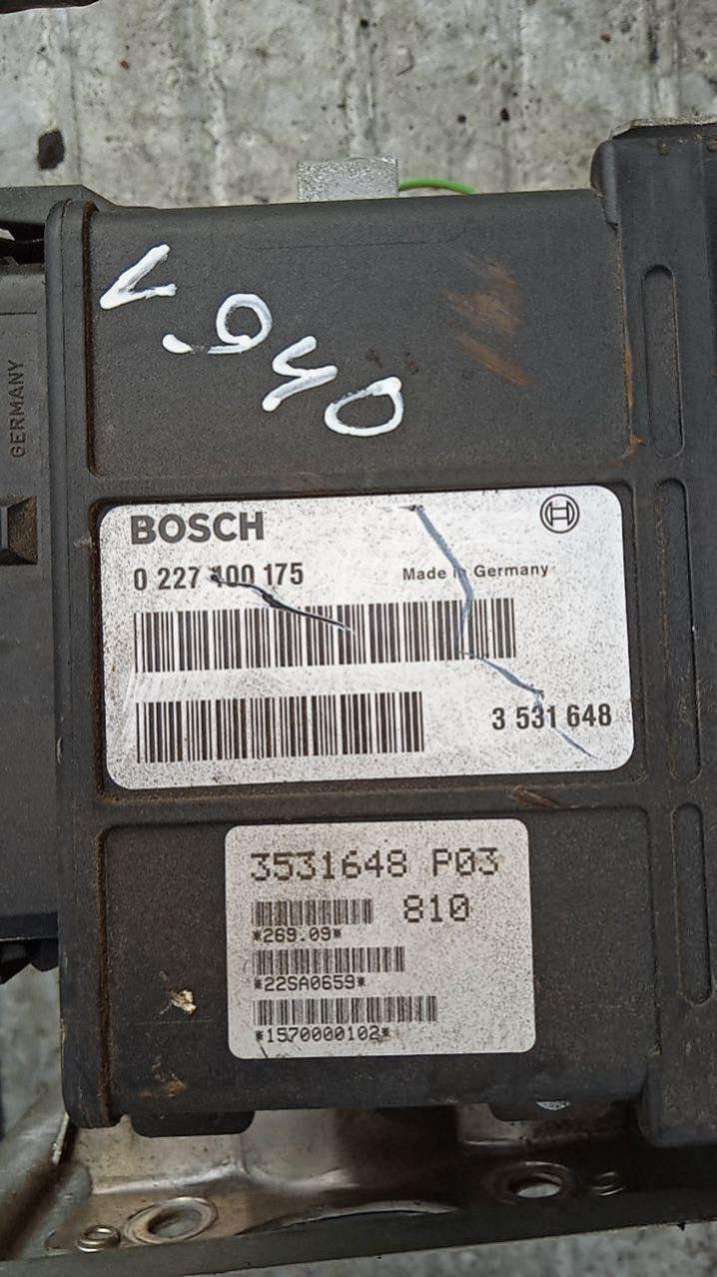 V.940
GERMANY
BOSCH
0 227 400 175
Made in Germany
3 531 648
3531648 P03
810
*269.09*
*22SA0659*
*1570000102*